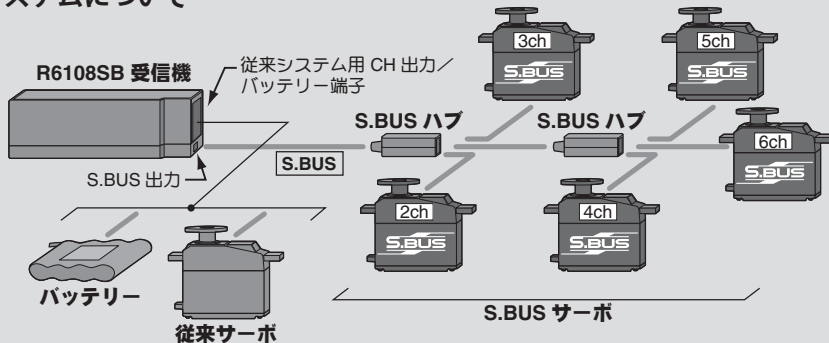 ステムについて
R6108SB 受信機
従来システム用 CH 出力／
バッテリー端子
S.BUS 出力
S.BUS
S.BUS ハブ
S.BUS ハブ
3ch
S.BUS
5ch
S.BUS
6ch
S.BUS
2ch
S.BUS
4ch
S.BUS
バッテリー
従来サーボ
S.BUS サーボ